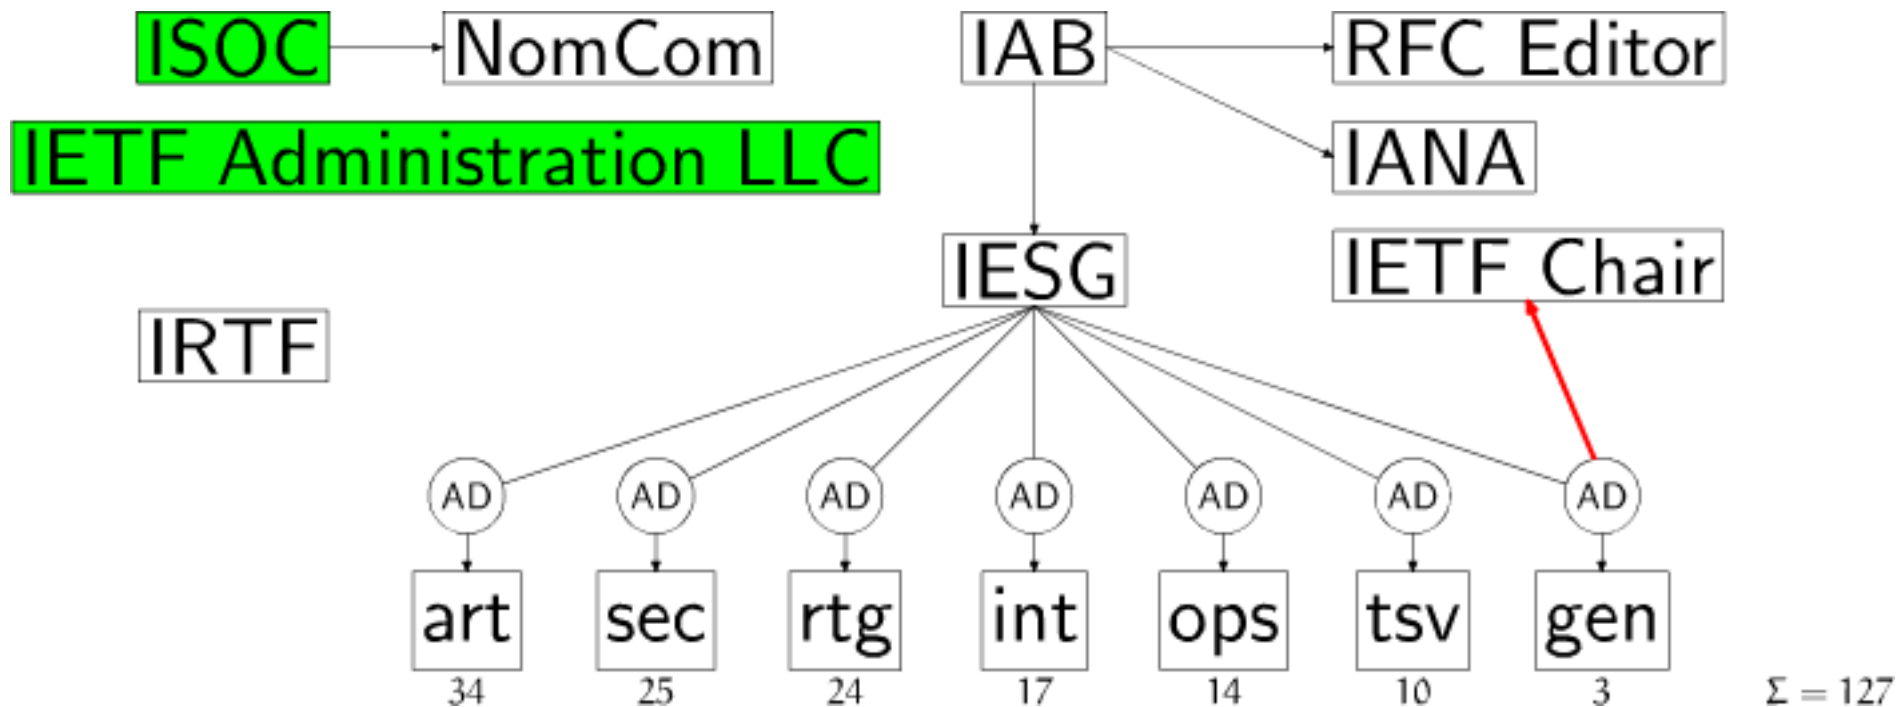 ISOC NomCom IAB RFC Editor
IETF Administration LLC IANA
IESG IETF Chair
IRTF
AD AD AD AD AD AD AD
art sec rtg int ops tsv gen
34 25 24 17 14 10 3 Σ = 127